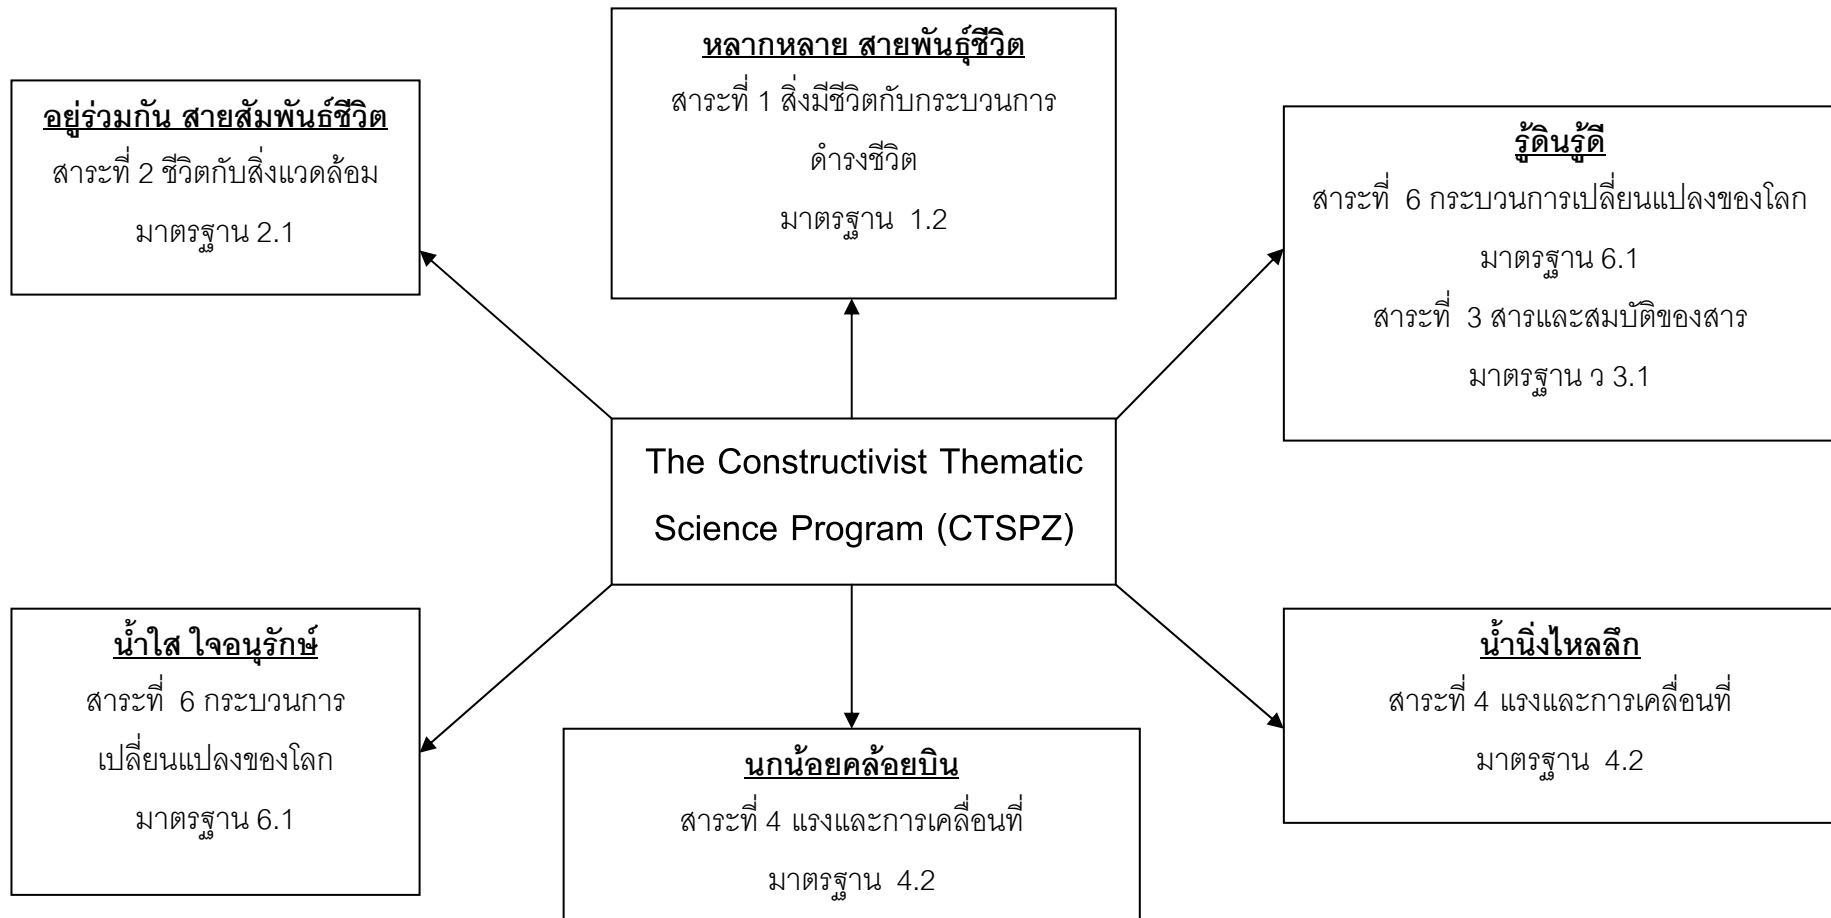 หลากหลาย สายพันธุ์ชีวิต
สาระที่ 1 สิ่งมีชีวิตกับกระบวนการ
ดำรงชีวิต
มาตรฐาน 1.2
อยู่ร่วมกัน สายสัมพันธ์ชีวิต
สาระที่ 2 ชีวิตกับสิ่งแวดล้อม
มาตรฐาน 2.1
รู้ดินรู้ดี
สาระที่ 6 กระบวนการเปลี่ยนแปลงของโลก
มาตรฐาน 6.1
สาระที่ 3 สารและสมบัติของสาร
มาตรฐาน ว 3.1
The Constructivist Thematic
Science Program (CTSPZ)
น้ำใส ใจอนุรักษ์
สาระที่ 6 กระบวนการ
เปลี่ยนแปลงของโลก
มาตรฐาน 6.1
นกน้อยคล้อยบิน
สาระที่ 4 แรงและการเคลื่อนที่
มาตรฐาน 4.2
น้ำนิ่งไหลลึก
สาระที่ 4 แรงและการเคลื่อนที่
มาตรฐาน 4.2